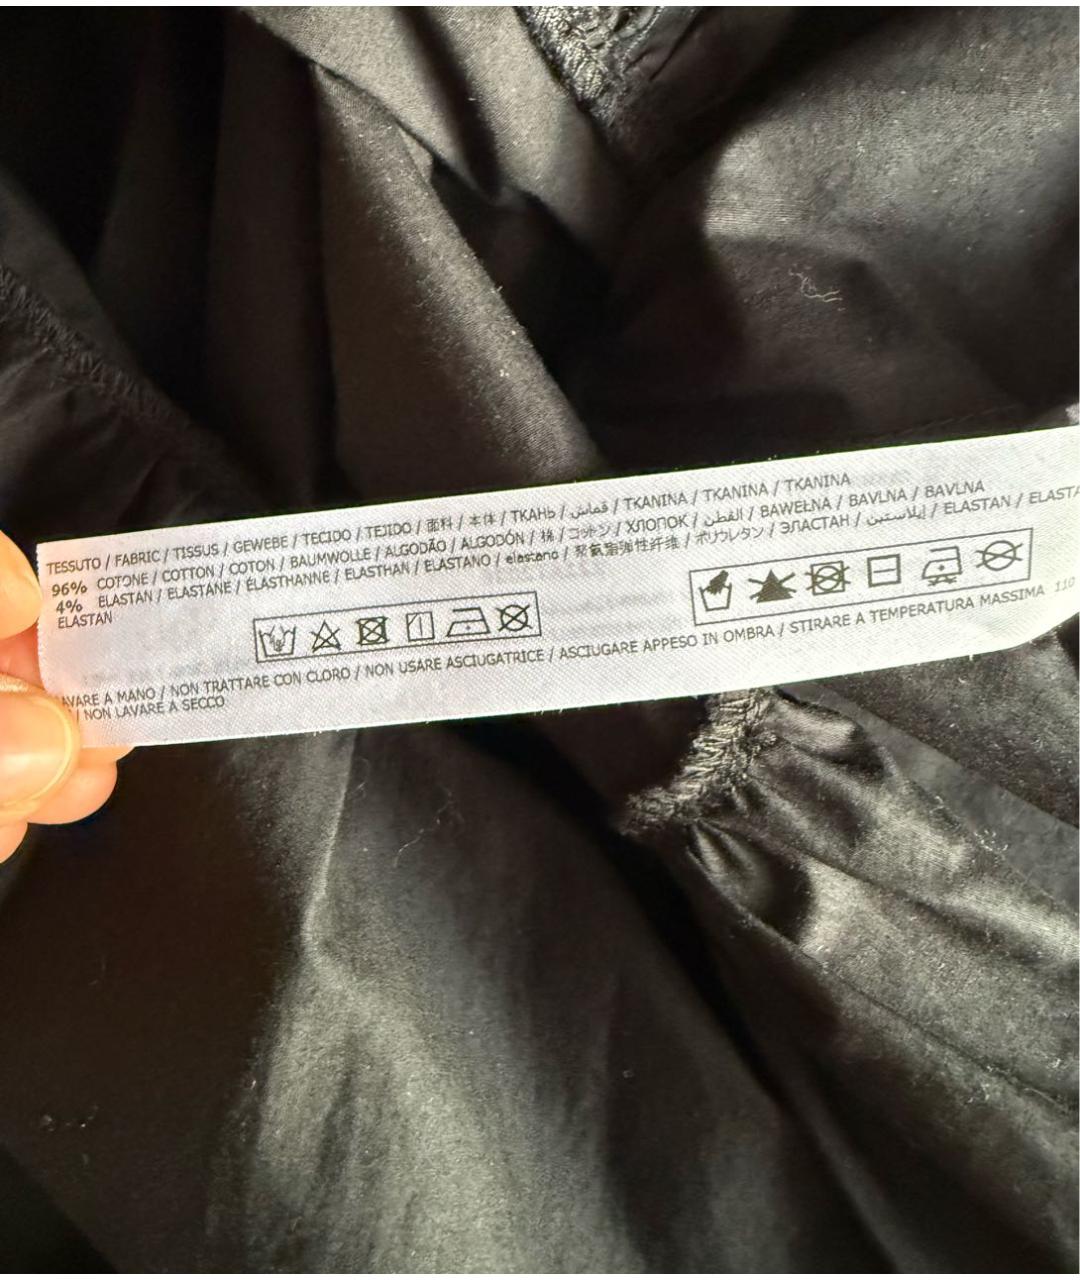 TESSUTO / FABRIC / TISSUS / GEWEBE / TECIDO / TEJIDO / 面料 / 本体 / ТКАНЬ / قماش / TKANINA / TKANINA / TKANINA
96% COTONE / COTTON / COTON / BAUMWOLLE / ALGODÃO / ALGODÓN / 棉 / コットン / ХЛОПОК / القطن / BAWEŁNA / BAVLNA / BAVLNA
4% ELASTAN / ELASTANE / ÉLASTHANNE / ELASTHAN / ELASTANO / elastano / 聚氨酯弹性纤维 / ポリウレタン / ЭЛАСТАН / إيلاستين / ELASTAN / ELASTA
ELASTAN
AVARE A MANO / NON TRATTARE CON CLORO / NON USARE ASCIUGATRICE / ASCIUGARE APPESO IN OMBRA / STIRARE A TEMPERATURA MASSIMA 110
/ NON LAVARE A SECCO